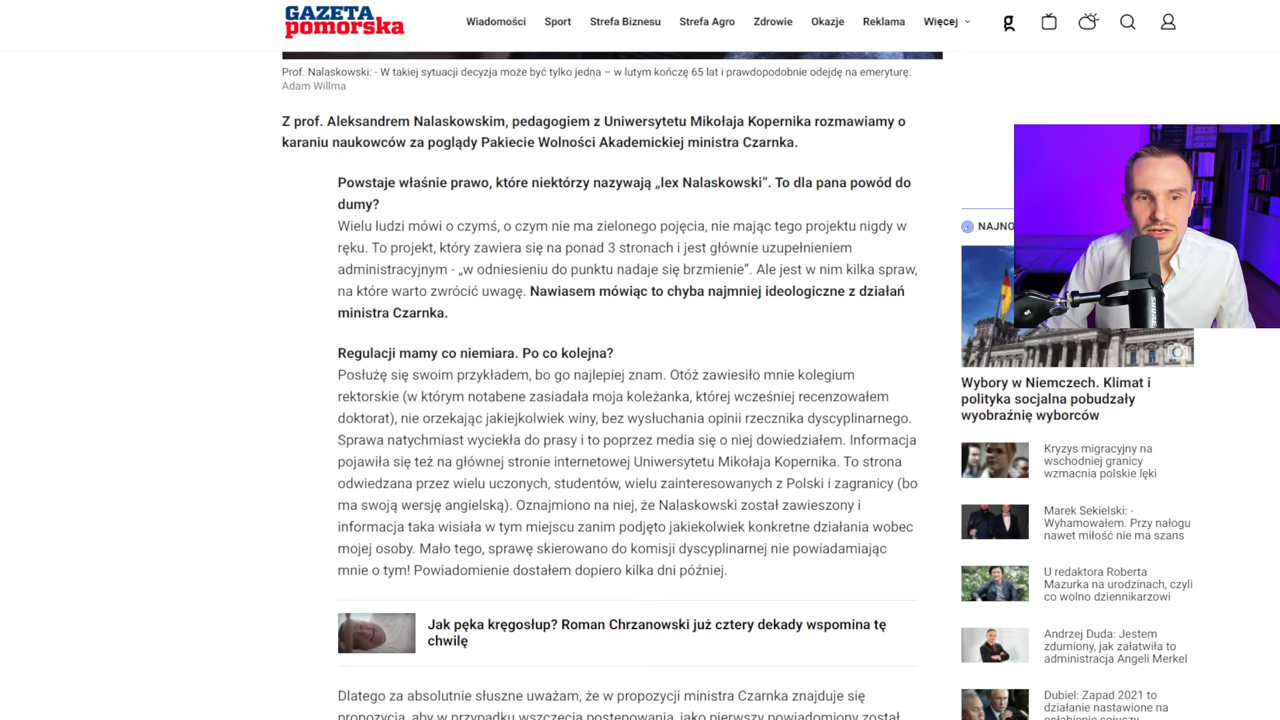 GAZETA
pomorska
Wiadomości Sport Strefa Biznesu Strefa Agro Zdrowie Okazje Reklama Więcej
Prof. Nalaskowski: - W takiej sytuacji decyzja może być tylko jedna – w lutym kończę 65 lat i prawdopodobnie odejdę na emeryturę.
Adam Willma
Z prof. Aleksandrem Nalaskowskim, pedagogiem z Uniwersytetu Mikołaja Kopernika rozmawiamy o
karaniu naukowców za poglądy Pakiecie Wolności Akademickiej ministra Czarnka.
Powstaje właśnie prawo, które niektórzy nazywają „lex Nalaskowski”. To dla pana powód do
dumy?
Wielu ludzi mówi o czymś, o czym nie ma zielonego pojęcia, nie mając tego projektu nigdy w
ręku. To projekt, który zawiera się na ponad 3 stronach i jest głównie uzupełnieniem
administracyjnym - „w odniesieniu do punktu nadaje się brzmienie”. Ale jest w nim kilka spraw,
na które warto zwrócić uwagę. Nawiasem mówiąc to chyba najmniej ideologiczne z działań
ministra Czarnka.
Regulacji mamy co niemiara. Po co kolejna?
Posłużę się swoim przykładem, bo go najlepiej znam. Otóż zawiesiło mnie kolegium
rektorskie (w którym notabene zasiadała moja koleżanka, której wcześniej recenzowałem
doktorat), nie orzekając jakiejkolwiek winy, bez wysłuchania opinii rzecznika dyscyplinarnego.
Sprawa natychmiast wyciekła do prasy i to poprzez media się o niej dowiedziałem. Informacja
pojawiła się też na głównej stronie internetowej Uniwersytetu Mikołaja Kopernika. To strona
odwiedzana przez wielu uczonych, studentów, wielu zainteresowanych z Polski i zagranicy (bo
ma swoją wersję angielską). Oznajmiono na niej, że Nalaskowski został zawieszony i
informacja taka wisiała w tym miejscu zanim podjęto jakiekolwiek konkretne działania wobec
mojej osoby. Mało tego, sprawę skierowano do komisji dyscyplinarnej nie powiadamiając
mnie o tym! Powiadomienie dostałem dopiero kilka dni później.
Jak pęka kręgosłup? Roman Chrzanowski już cztery dekady wspomina tę
chwilę
Dlatego za absolutnie słuszne uważam, że w propozycji ministra Czarnka znajduje się
propozycja, aby w przypadku wszczęcia postępowania, jako pierwszy powiadomiony został
NAJNO
Wybory w Niemczech. Klimat i
polityka socjalna pobudzały
wyobraźnię wyborców
Kryzys migracyjny na
wschodniej granicy
wzmacnia polskie lęki
Marek Sekielski: -
Wyhamowałem. Przy nałogu
nawet miłość nie ma szans
U redaktora Roberta
Mazurka na urodzinach, czyli
co wolno dziennikarzowi
Andrzej Duda: Jestem
zdumiony, jak załatwiła to
administracja Angeli Merkel
Dubiel: Zapad 2021 to
działanie nastawione na
osłabienie sojuszy
SHURE